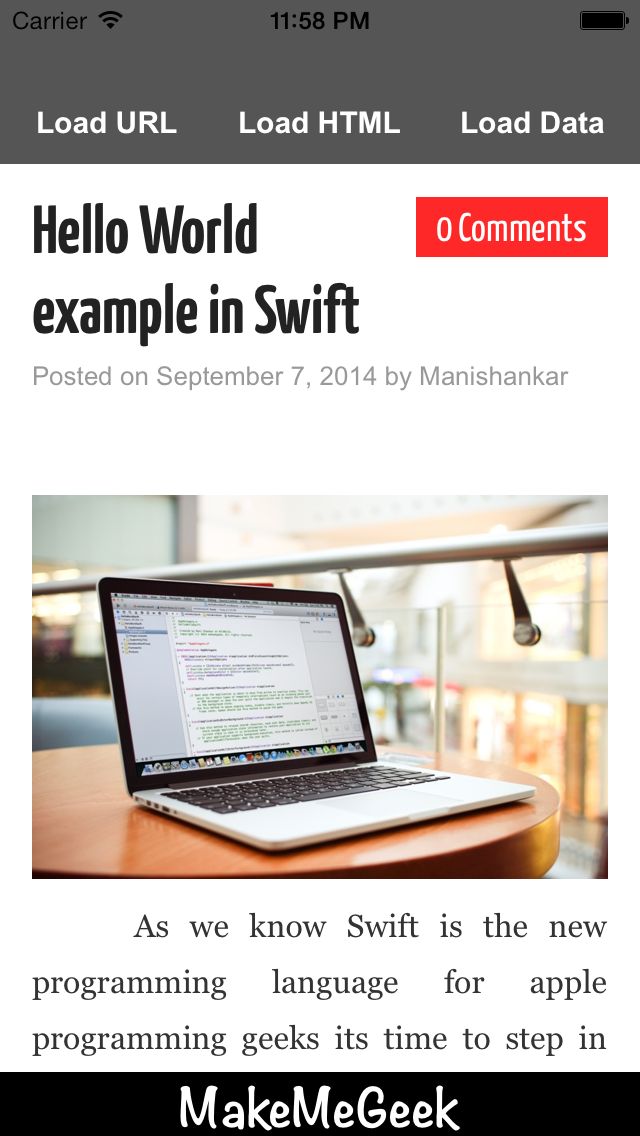 Carrier 11:58 PM
Load URL Load HTML Load Data
Hello World
example in Swift
0 Comments
Posted on September 7, 2014 by Manishankar
As we know Swift is the new
programming language for apple
programming geeks its time to step in
MakeMeGeek